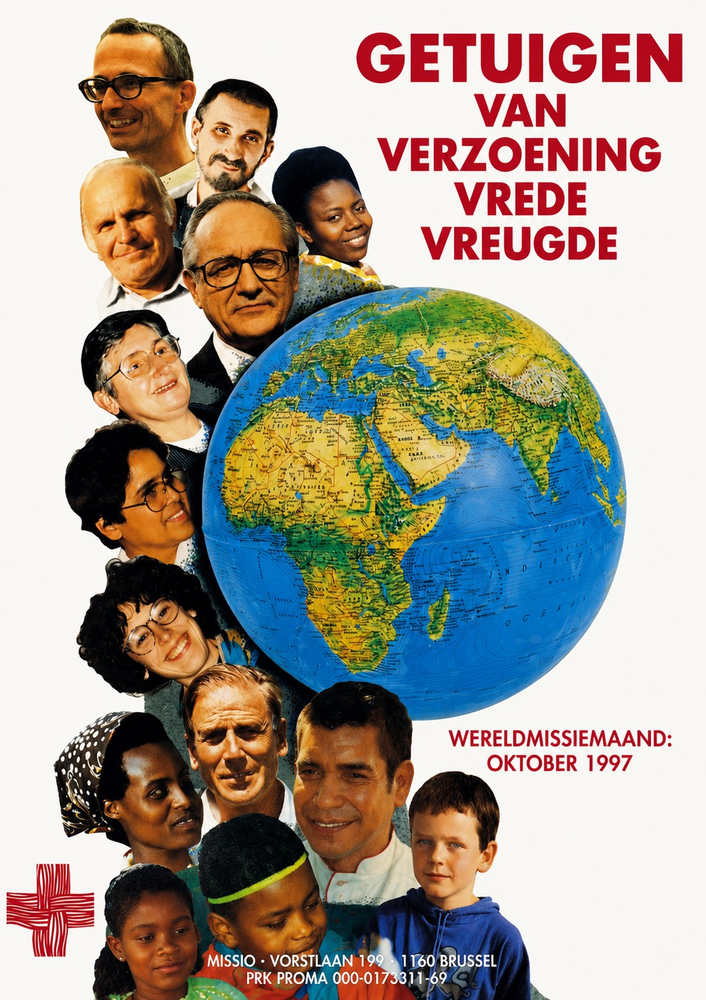 GETUIGEN
VAN
VERZOENING
VREDE
VREUGDE
WERELDMISSIEMAAND:
OKTOBER 1997
MISSIO · VORSTLAAN 199 · 1160 BRUSSEL
PRK PROMA 000-0173311-69